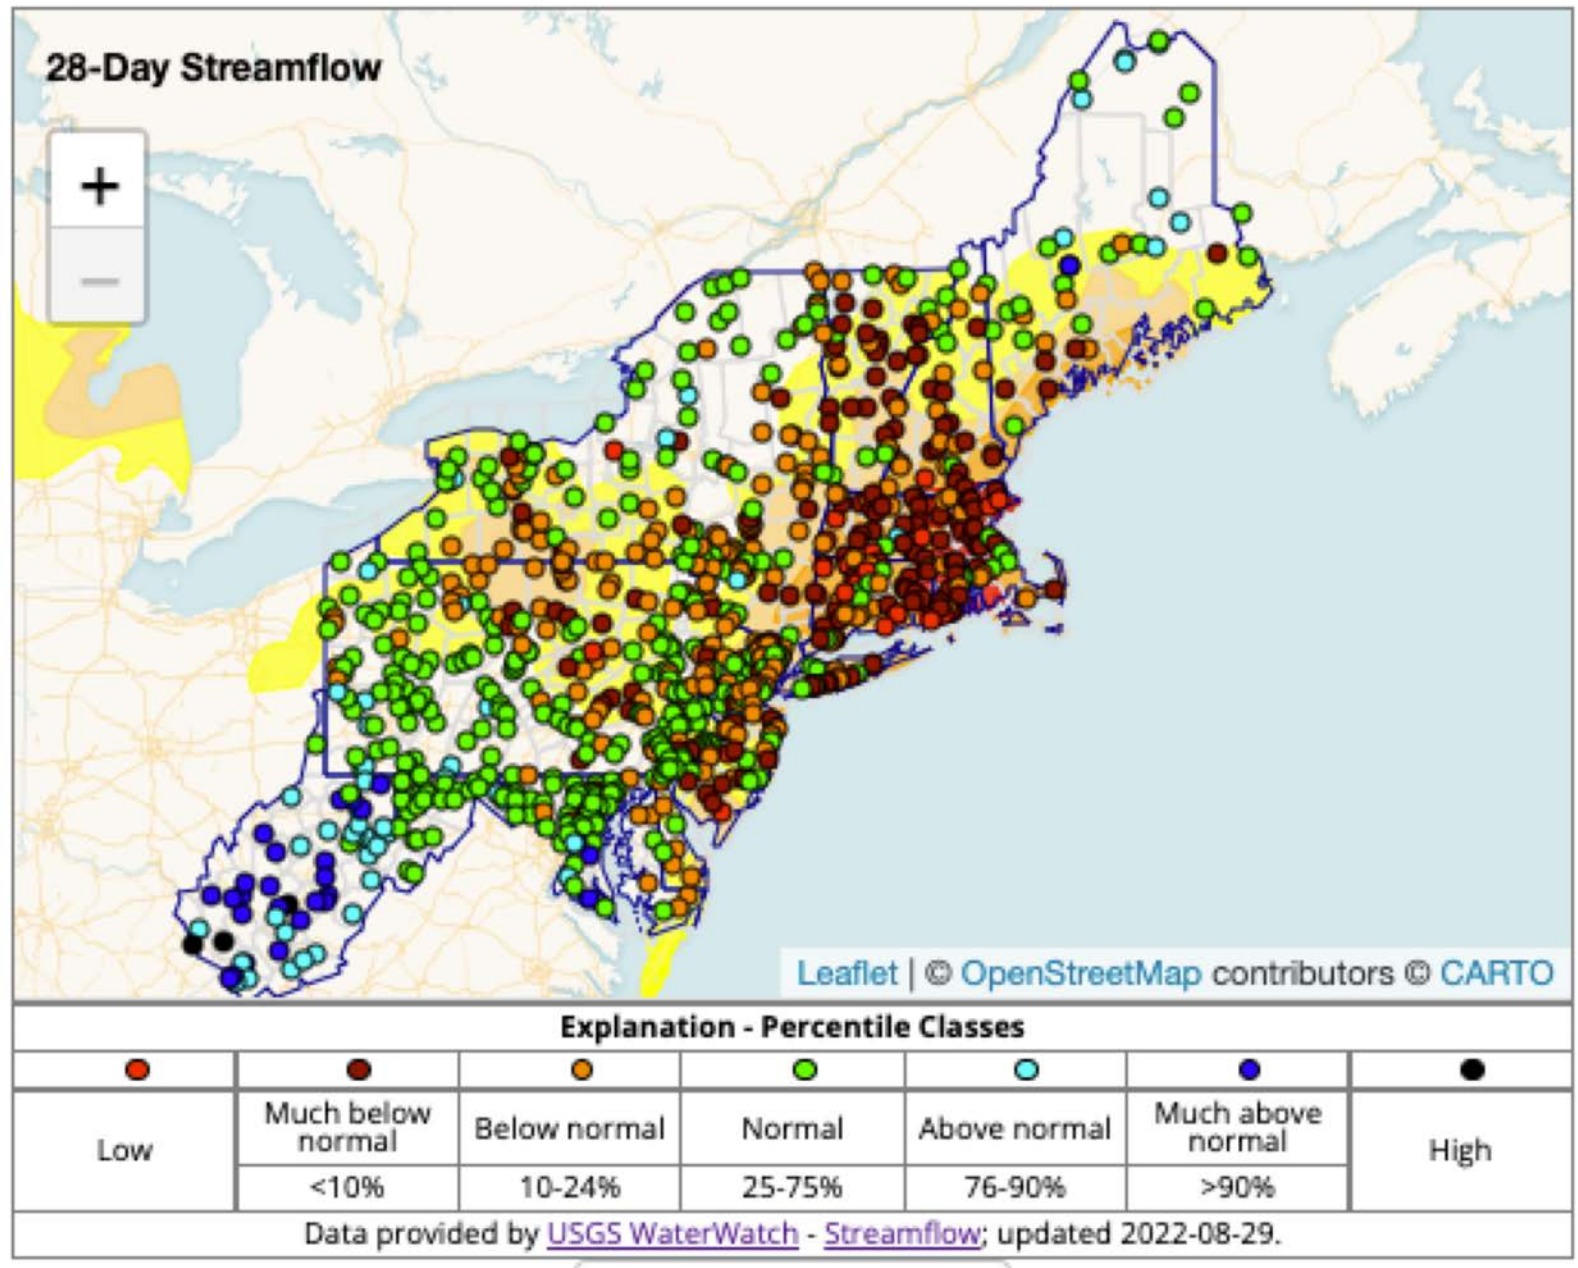 28-Day Streamflow
+
−
Leaflet | © OpenStreetMap contributors © CARTO
Explanation - Percentile Classes
Low
Much below normal
Below normal
Normal
Above normal
Much above normal
High
<10%
10-24%
25-75%
76-90%
>90%
Data provided by USGS WaterWatch - Streamflow; updated 2022-08-29.